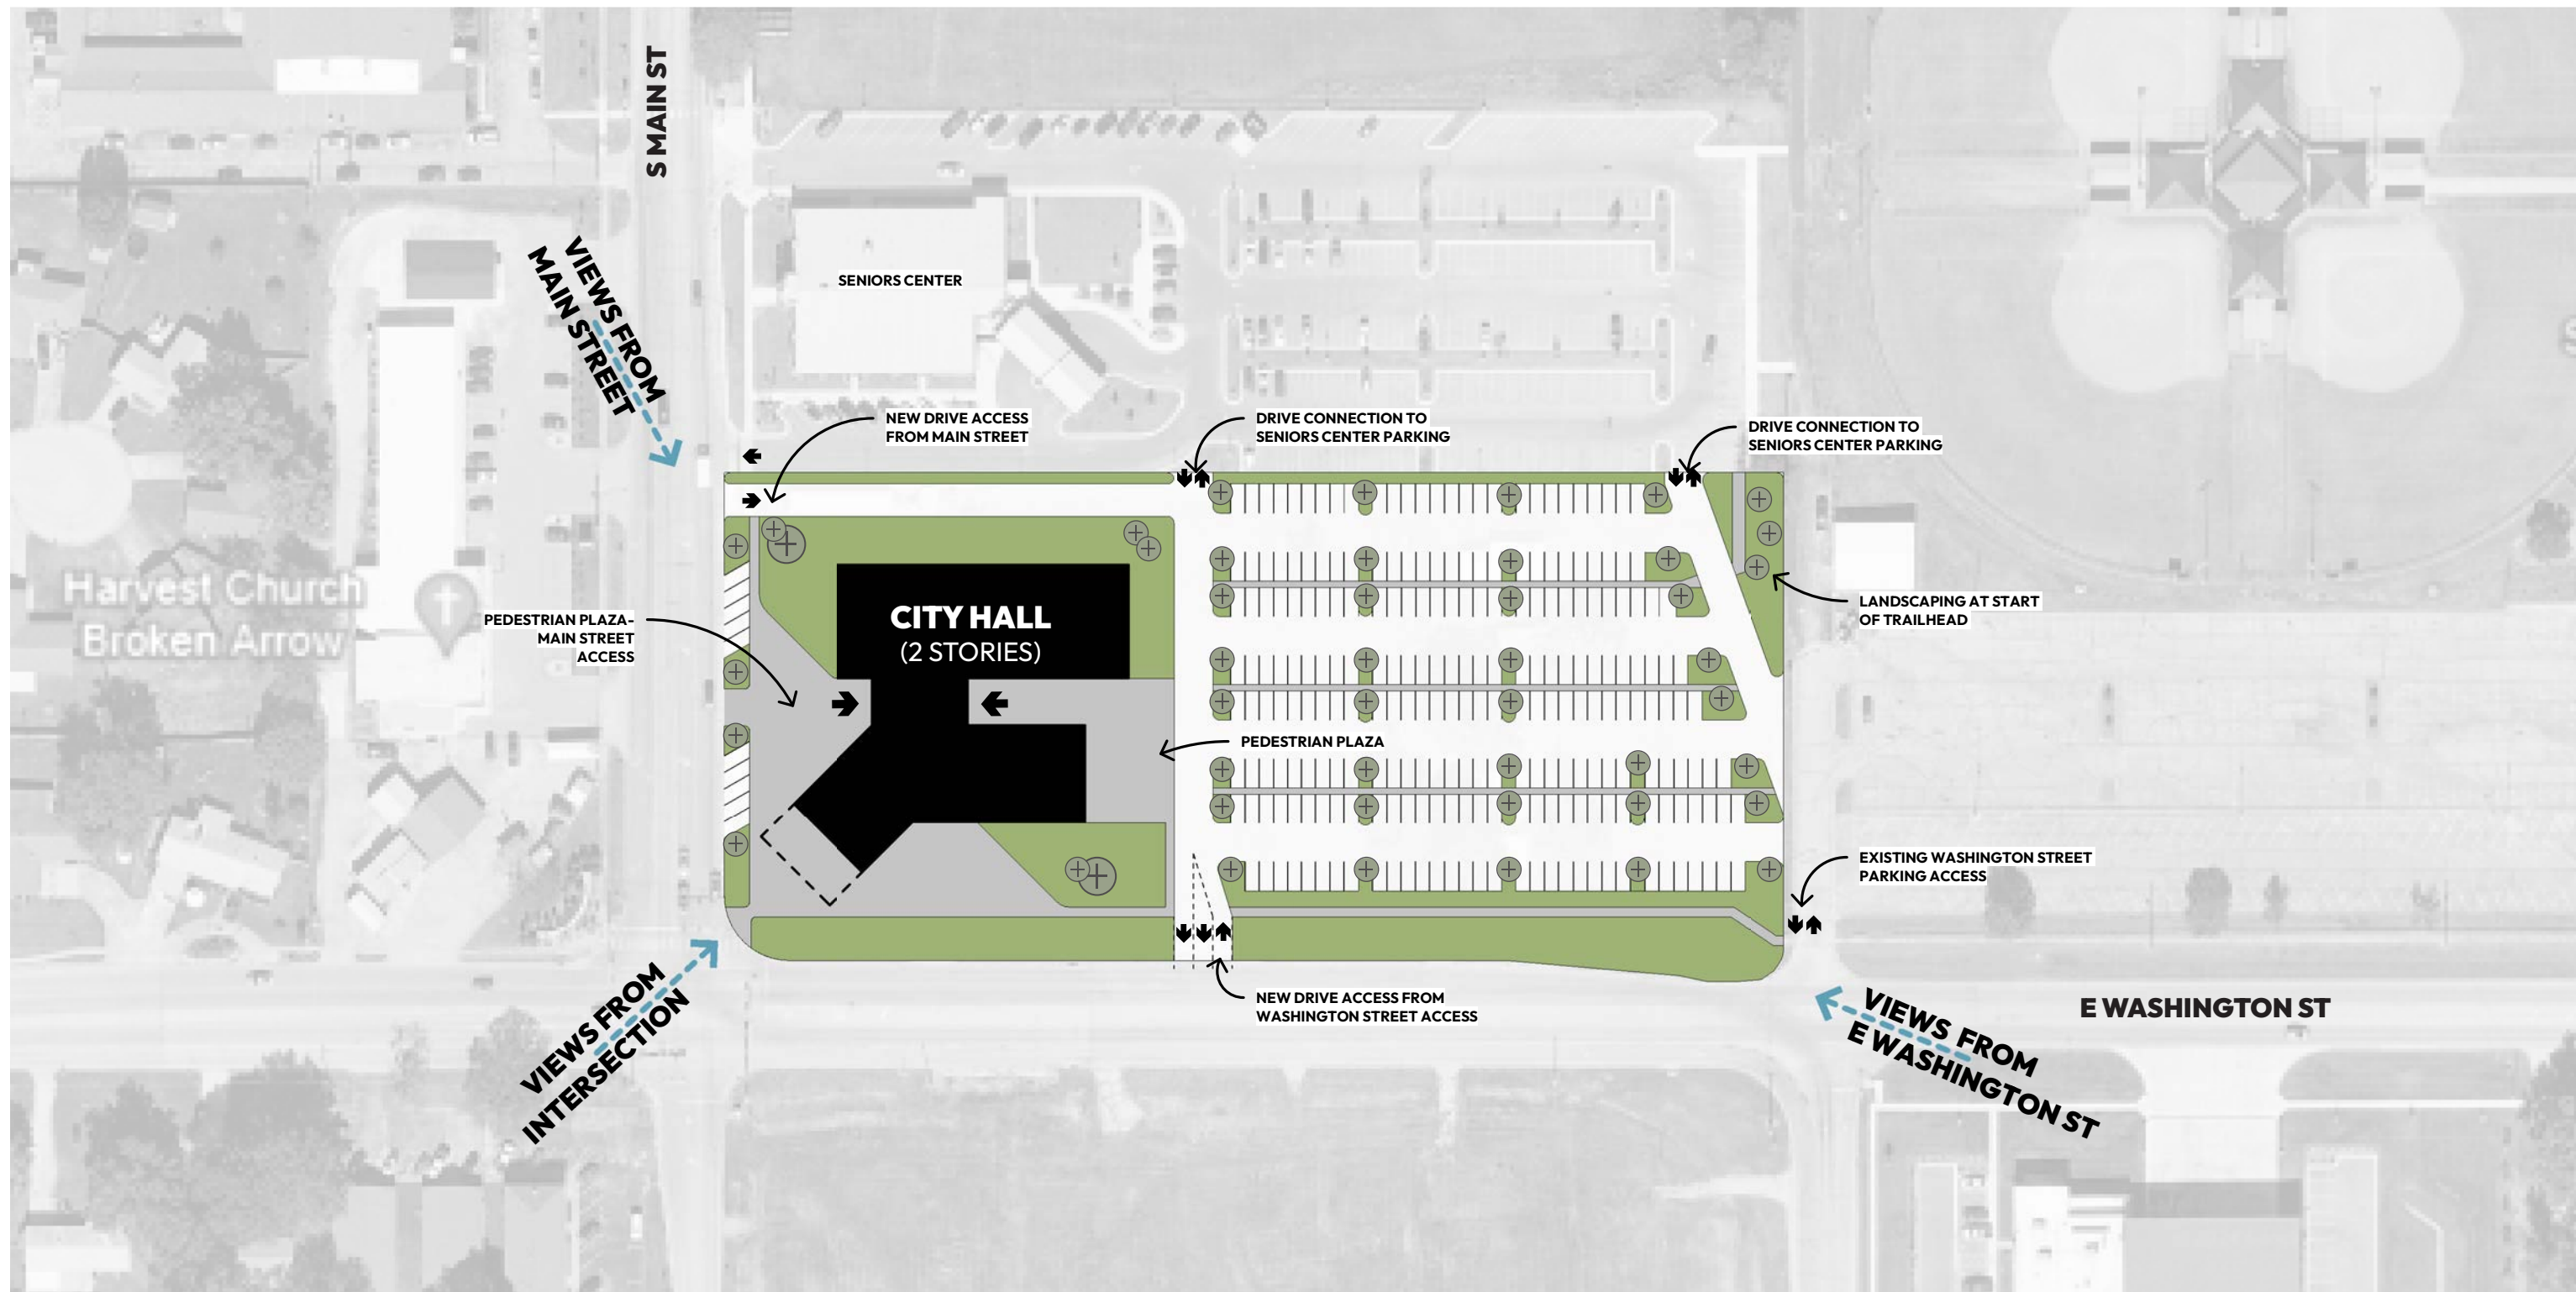 S MAIN ST
VIEWS FROM
MAIN STREET
SENIORS CENTER
NEW DRIVE ACCESS
FROM MAIN STREET
DRIVE CONNECTION TO
SENIORS CENTER PARKING
DRIVE CONNECTION TO
SENIORS CENTER PARKING
Harvest Church
Broken Arrow
PEDESTRIAN PLAZA-
MAIN STREET
ACCESS
CITY HALL
(2 STORIES)
LANDSCAPING AT START
OF TRAILHEAD
PEDESTRIAN PLAZA
EXISTING WASHINGTON STREET
PARKING ACCESS
VIEWS FROM
INTERSECTION
NEW DRIVE ACCESS FROM
WASHINGTON STREET ACCESS
VIEWS FROM
E WASHINGTON ST
E WASHINGTON ST